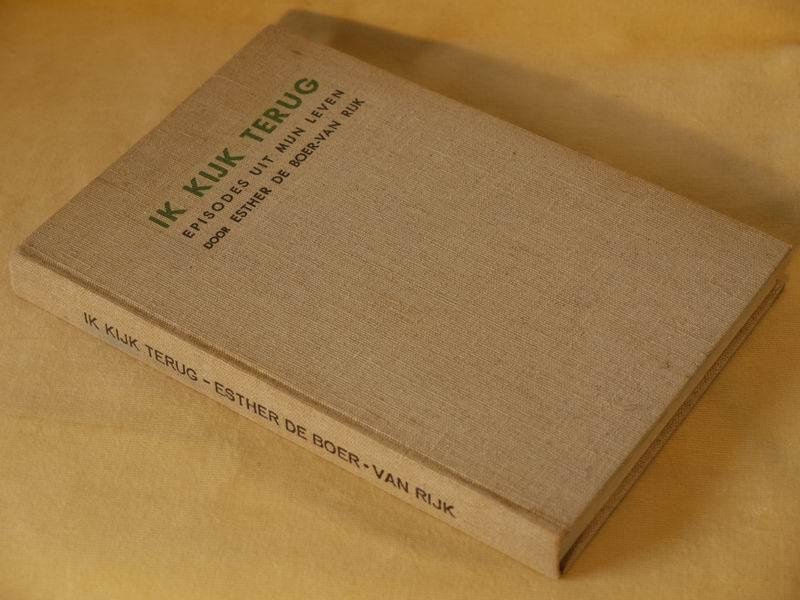 IK KIJK TERUG
EPISODES UIT MIJN LEVEN
DOOR ESTHER DE BOER-VAN RIJK
IK KIJK TERUG – ESTHER DE BOER • VAN RIJK